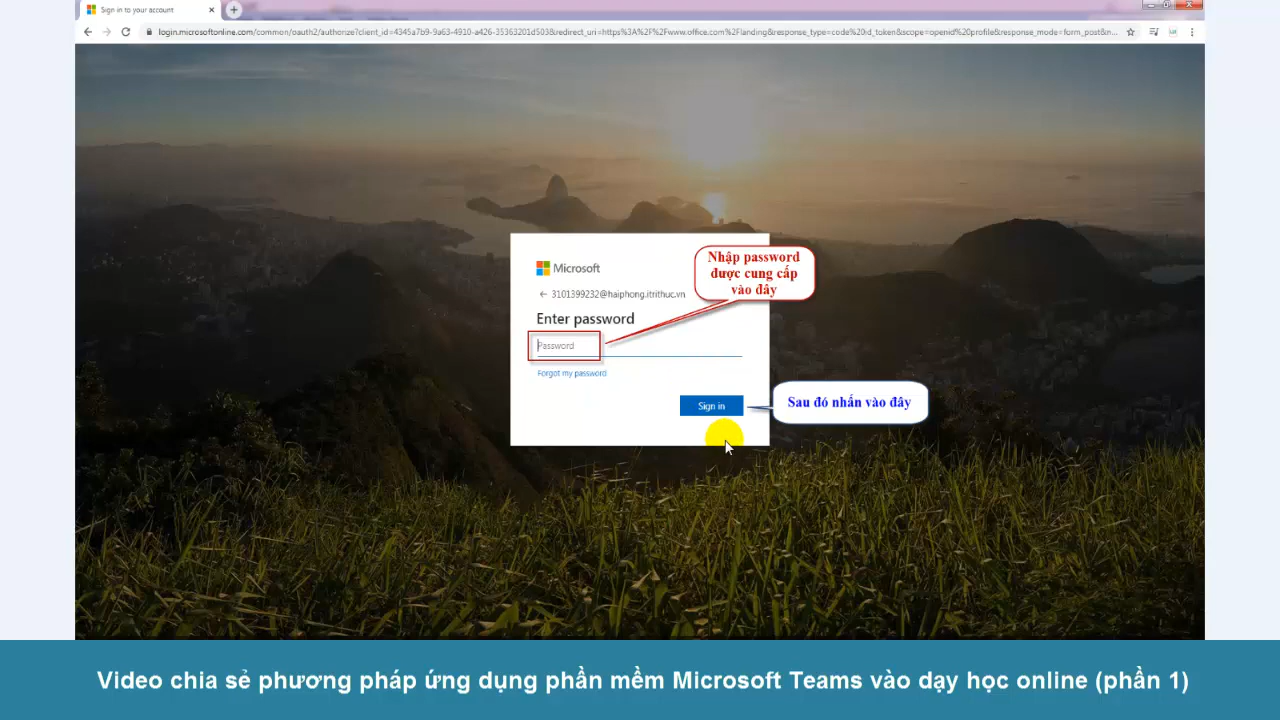 Sign in to your account
login.microsoftonline.com/common/oauth2/authorize?client_id=4345a7b9-9a63-4910-a426-35363201d503&redirect_uri=https%3A%2F%2Fwww.office.com%2Flanding&response_type=code%20id_token&scope=openid%20profile&response_mode=form_post&n...
Microsoft
3101399232@haiphong.itrithuc.vn
Enter password
Password
Forgot my password
Sign in
Nhập password
được cung cấp
vào đây
Sau đó nhấn vào đây
Video chia sẻ phương pháp ứng dụng phần mềm Microsoft Teams vào dạy học online (phần 1)